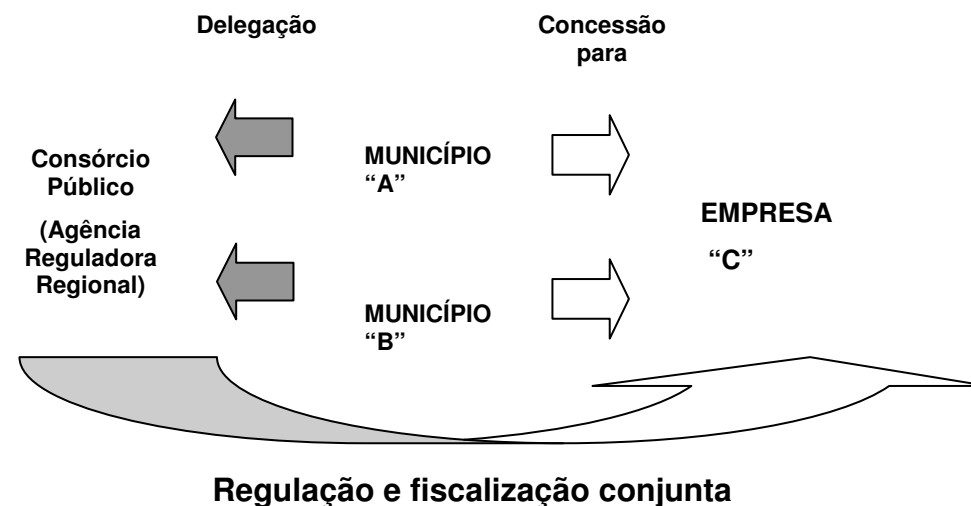 Delegação
Concessão
para
Consórcio
Público
(Agência
Reguladora
Regional)
MUNICÍPIO
“A”
MUNICÍPIO
“B”
EMPRESA
“C”
Regulação e fiscalização conjunta